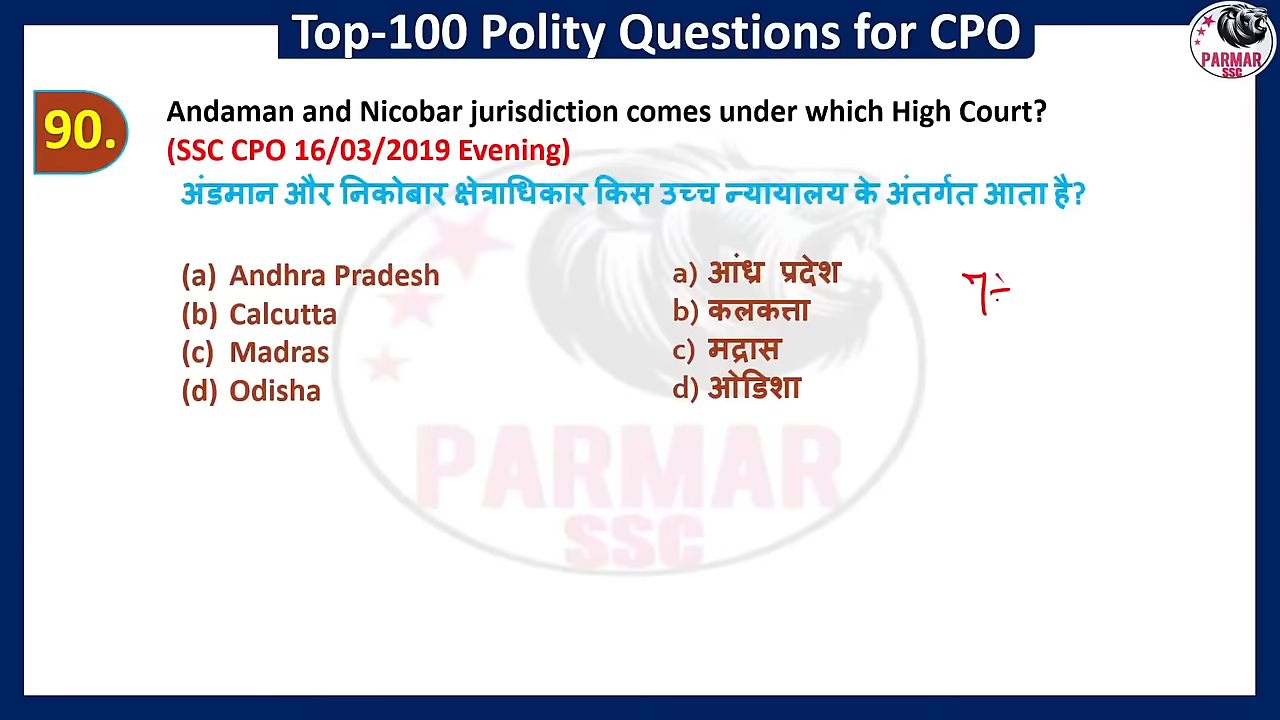 Top-100 Polity Questions for CPO
PARMAR
SSC
90.
Andaman and Nicobar jurisdiction comes under which High Court?
(SSC CPO 16/03/2019 Evening)
अंडमान और निकोबार क्षेत्राधिकार किस उच्च न्यायालय के अंतर्गत आता है?
(a) Andhra Pradesh
(b) Calcutta
(c) Madras
(d) Odisha
a) आंध्र प्रदेश
b) कलकत्ता
c) मद्रास
d) ओडिशा
PARMAR
SSC